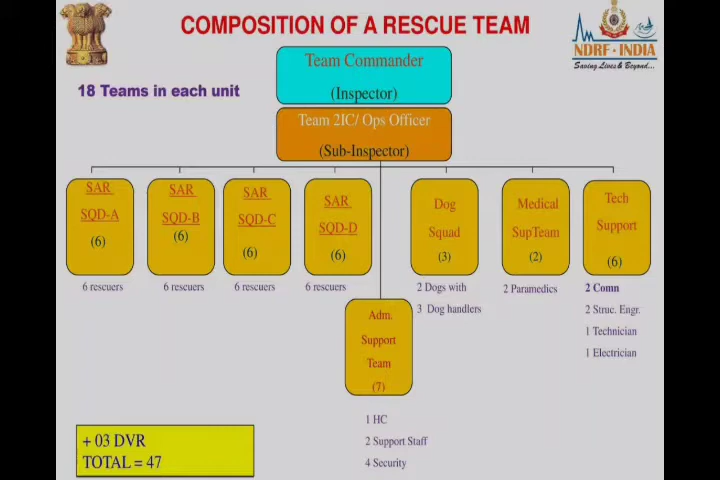 COMPOSITION OF A RESCUE TEAM
NDRF - INDIA
Saving Lives & Beyond...
18 Teams in each unit
Team Commander
(Inspector)
Team 2IC/ Ops Officer
(Sub-Inspector)
SAR
SQD-A
(6)
6 rescuers
SAR
SQD-B
(6)
6 rescuers
SAR
SQD-C
(6)
6 rescuers
SAR
SQD-D
(6)
6 rescuers
Dog
Squad
(3)
2 Dogs with
3 Dog handlers
Medical
SupTeam
(2)
2 Paramedics
Tech
Support
(6)
2 Comn
2 Struc. Engr.
1 Technician
1 Electrician
Adm.
Support
Team
(7)
1 HC
2 Support Staff
4 Security
+ 03 DVR
TOTAL = 47